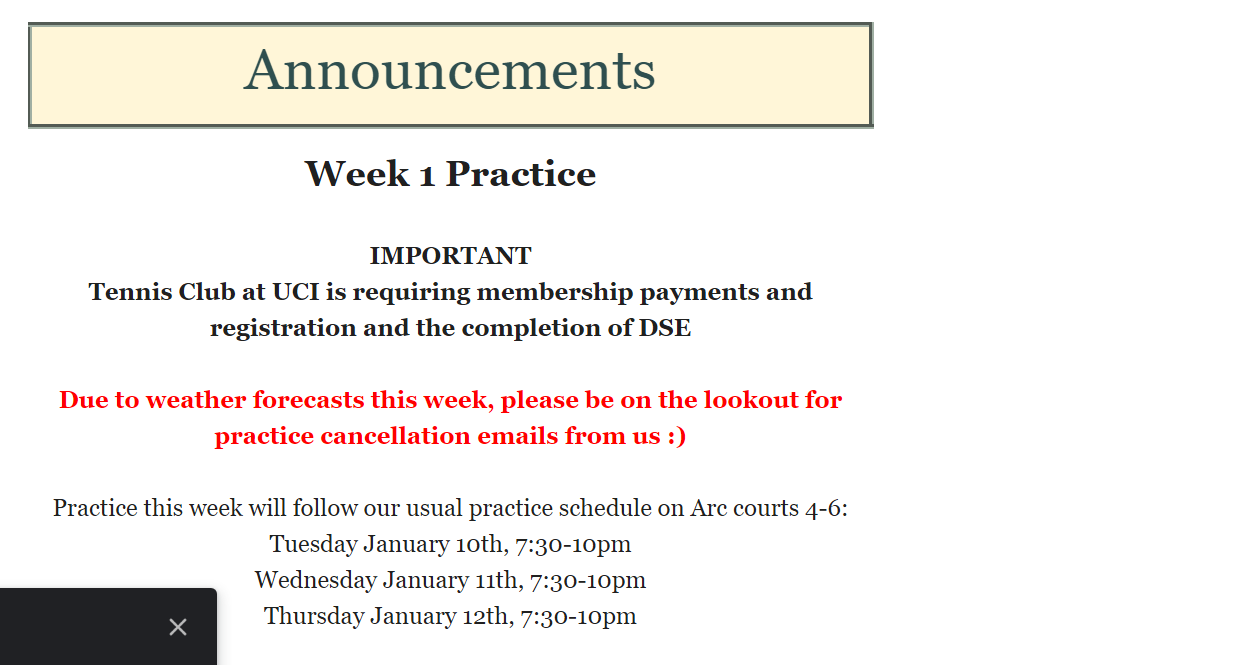 Announcements
Week 1 Practice
IMPORTANT
Tennis Club at UCI is requiring membership payments and
registration and the completion of DSE
Due to weather forecasts this week, please be on the lookout for
practice cancellation emails from us :)
Practice this week will follow our usual practice schedule on Arc courts 4-6:
Tuesday January 10th, 7:30-10pm
Wednesday January 11th, 7:30-10pm
Thursday January 12th, 7:30-10pm